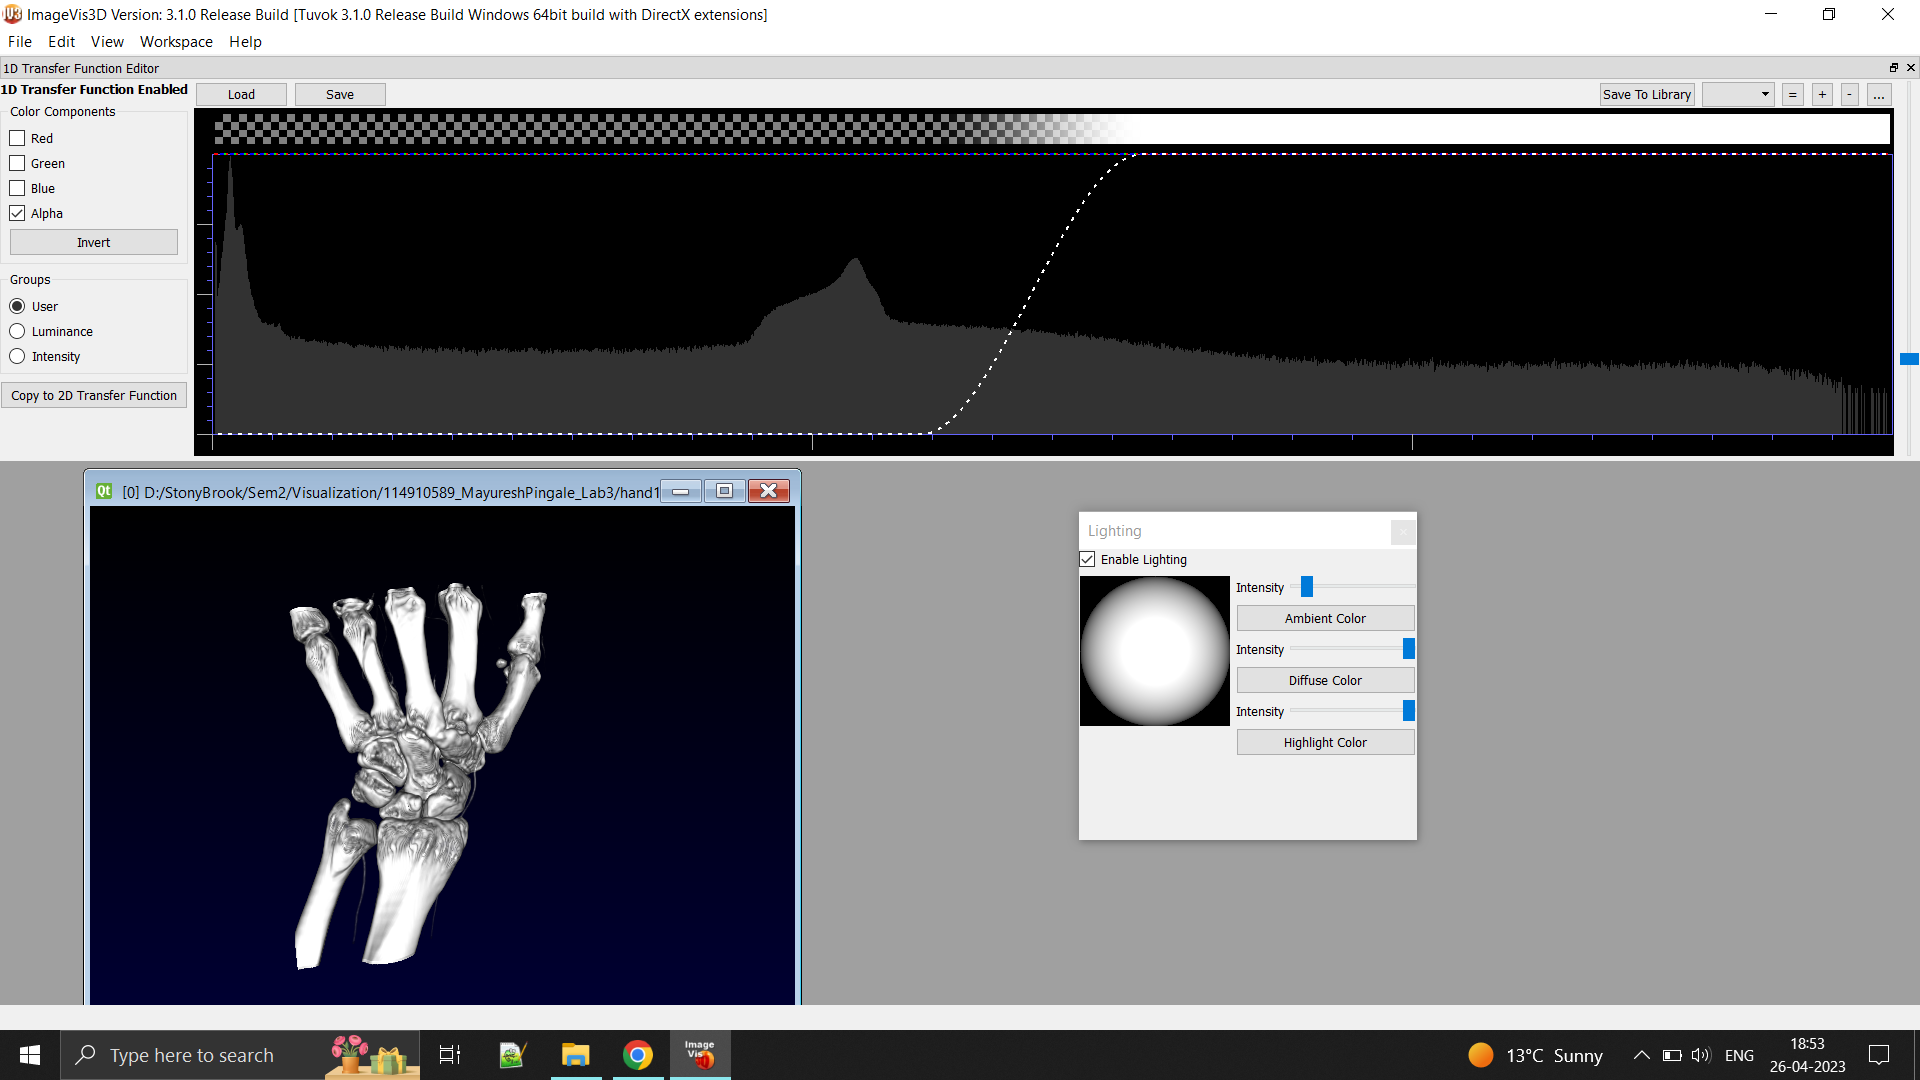 ImageVis3D Version: 3.1.0 Release Build [Tuvok 3.1.0 Release Build Windows 64bit build with DirectX extensions]
File Edit View Workspace Help
1D Transfer Function Editor
1D Transfer Function Enabled
Load Save Save To Library = + - ...
Color Components
Red
Green
Blue
Alpha
Invert
Groups
User
Luminance
Intensity
Copy to 2D Transfer Function
Qt [0] D:/StonyBrook/Sem2/Visualization/114910589_MayureshPingale_Lab3/hand1
Lighting
Enable Lighting
Intensity
Ambient Color
Intensity
Diffuse Color
Intensity
Highlight Color
Type here to search
Image
Vis3D
13°C Sunny
ENG
18:53
26-04-2023